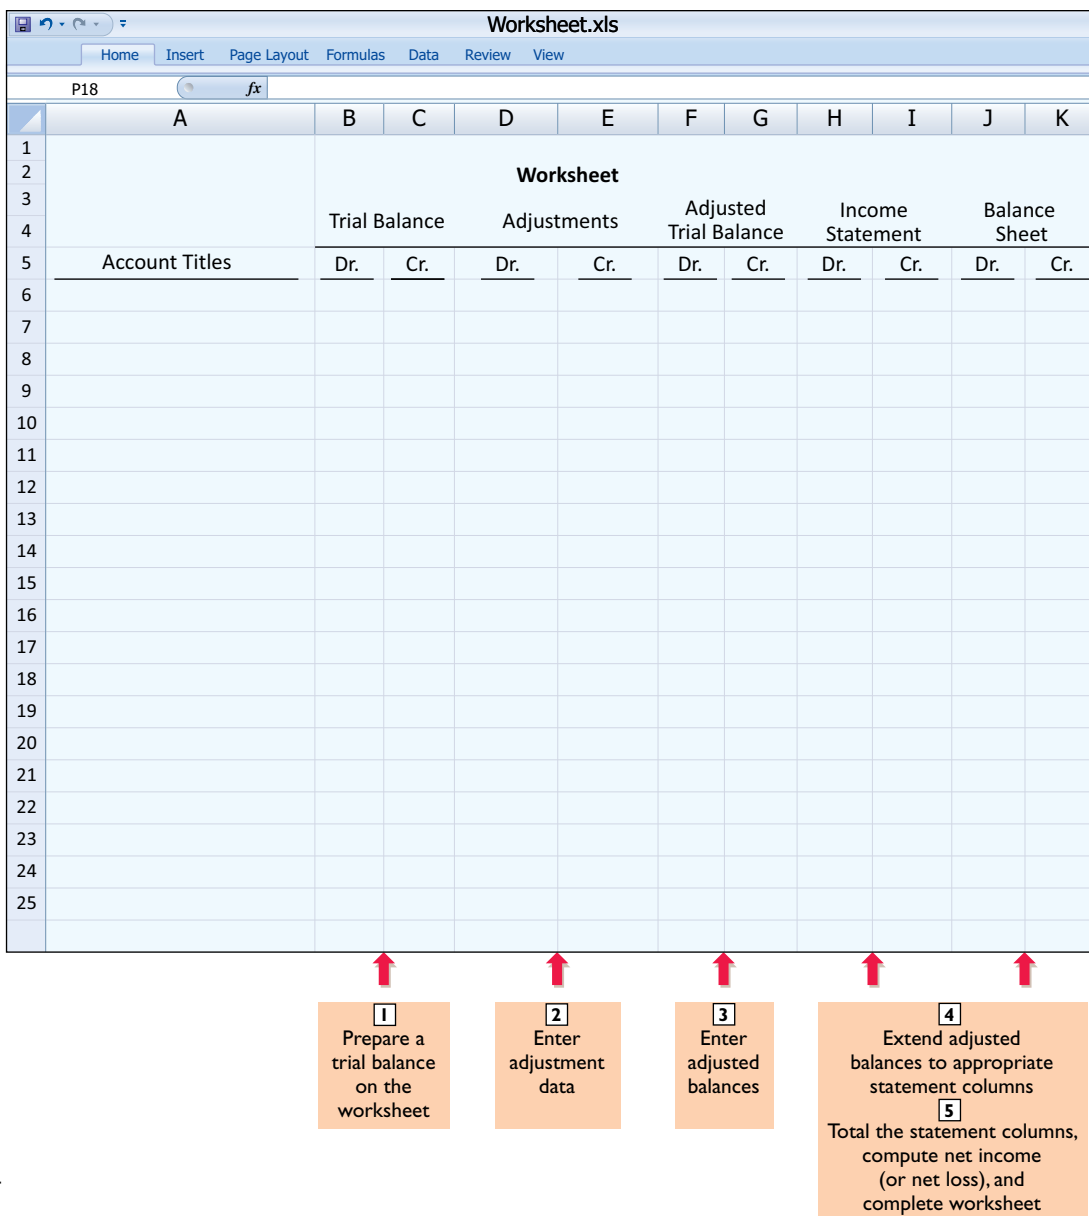 Worksheet.xls
Home Insert Page Layout Formulas Data Review View
P18 fx
A B C D E F G H I J K
1
2 Worksheet
3
4 Trial Balance Adjustments Adjusted Trial Balance Income Statement Balance Sheet
5 Account Titles Dr. Cr. Dr. Cr. Dr. Cr. Dr. Cr. Dr. Cr.
6
7
8
9
10
11
12
13
14
15
16
17
18
19
20
21
22
23
24
25
1
Prepare a
trial balance
on the
worksheet
2
Enter
adjustment
data
3
Enter
adjusted
balances
4
Extend adjusted
balances to appropriate
statement columns
5
Total the statement columns,
compute net income
(or net loss), and
complete worksheet